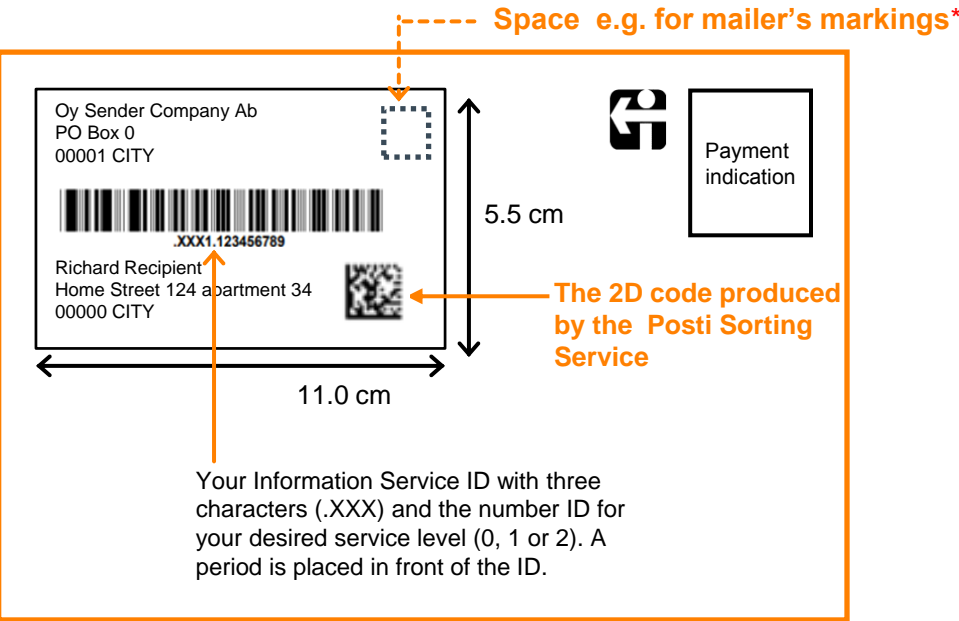 Space e.g. for mailer's markings*
Oy Sender Company Ab
PO Box 0
00001 CITY
.XXX1.123456789
Richard Recipient
Home Street 124 apartment 34
00000 CITY
5.5 cm
11.0 cm
Payment
indication
The 2D code produced
by the Posti Sorting
Service
Your Information Service ID with three
characters (.XXX) and the number ID for
your desired service level (0, 1 or 2). A
period is placed in front of the ID.